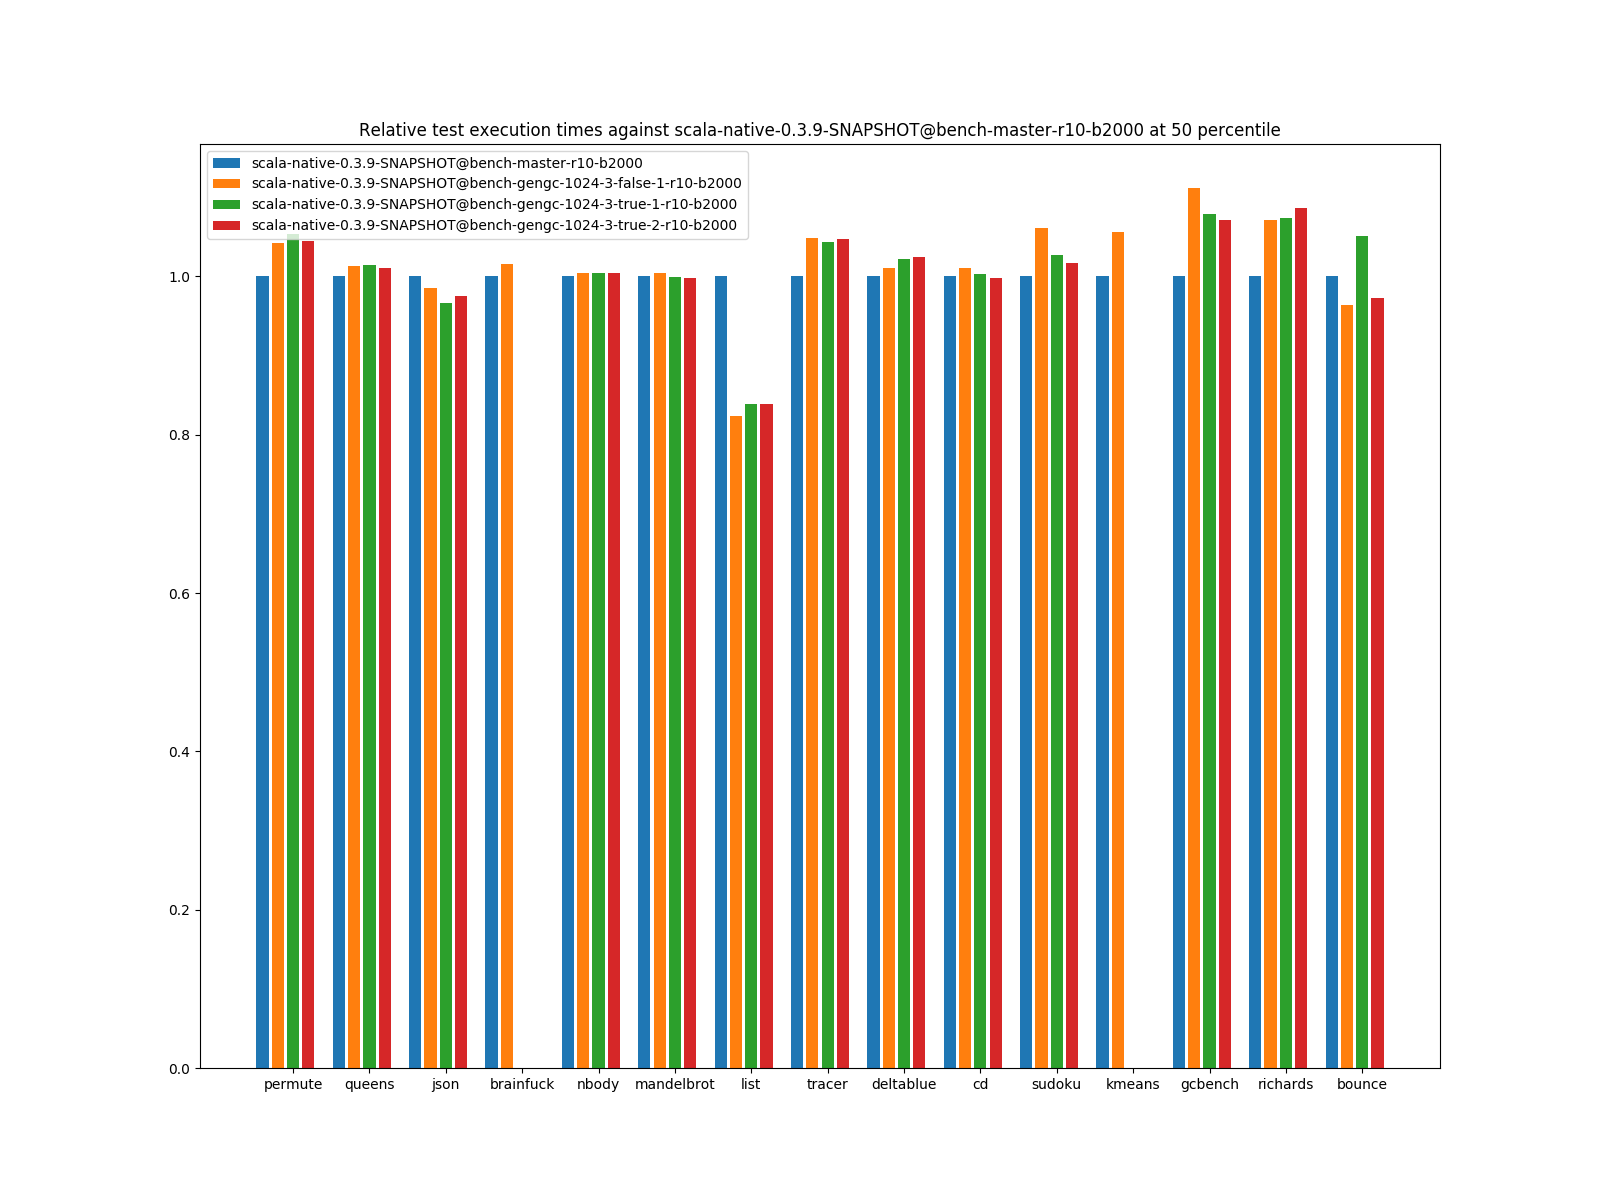 Relative test execution times against scala-native-0.3.9-SNAPSHOT@bench-master-r10-b2000 at 50 percentile
scala-native-0.3.9-SNAPSHOT@bench-master-r10-b2000
scala-native-0.3.9-SNAPSHOT@bench-gengc-1024-3-false-1-r10-b2000
scala-native-0.3.9-SNAPSHOT@bench-gengc-1024-3-true-1-r10-b2000
scala-native-0.3.9-SNAPSHOT@bench-gengc-1024-3-true-2-r10-b2000
1.0
0.8
0.6
0.4
0.2
0.0
permute queens json brainfuck nbody mandelbrot list tracer deltablue cd sudoku kmeans gcbench richards bounce